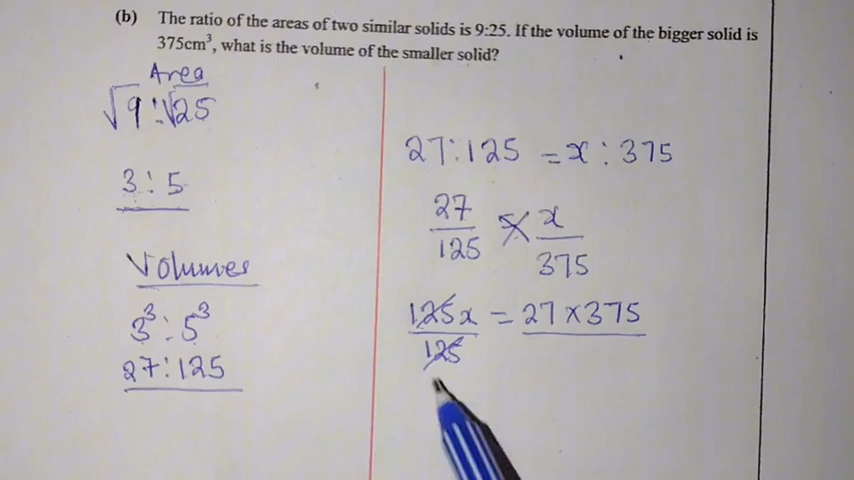 (b) The ratio of the areas of two similar solids is 9:25. If the volume of the bigger solid is
375cm³, what is the volume of the smaller solid?
Area
√9 : √25
3 : 5
Volumes
3³ : 5³
27 : 125
27 : 125 = x : 375
27/125 x/375
125x/125 = 27 × 375